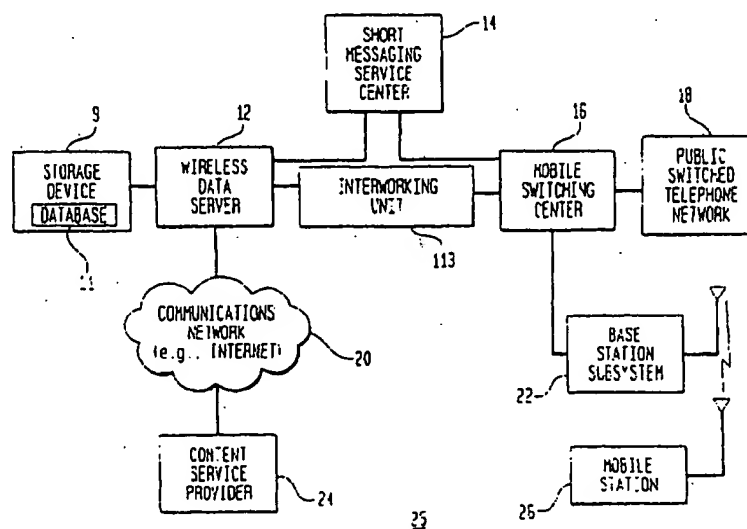 14
SHORT
MESSAGING
SERVICE
CENTER
9
12
16
18
STORAGE
DEVICE
DATABASE
11
WIRELESS
DATA
SERVER
INTERWORKING
UNIT
113
MOBILE
SWITCHING
CENTER
PUBLIC
SWITCHED
TELEPHONE
NETWORK
COMMUNICATIONS
NETWORK
(e.g., INTERNET)
20
BASE
STATION
SUBSYSTEM
22
CONTENT
SERVICE
PROVIDER
24
MOBILE
STATION
26
25